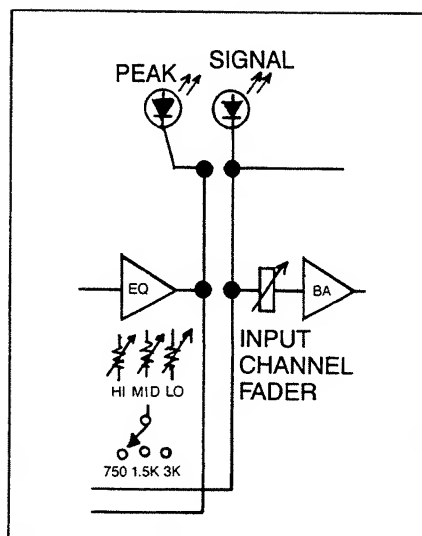 PEAK SIGNAL
EQ
BA
INPUT
CHANNEL
FADER
HI MID LO
750 1.5K 3K